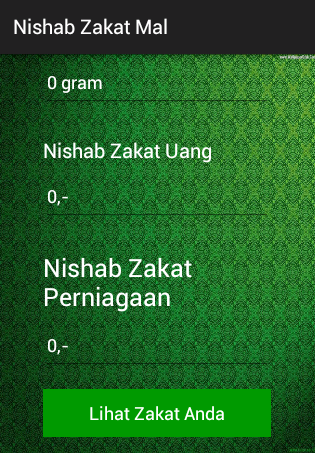 Nishab Zakat Mal
0 gram
Nishab Zakat Uang
0,-
Nishab Zakat
Perniagaan
0,-
Lihat Zakat Anda